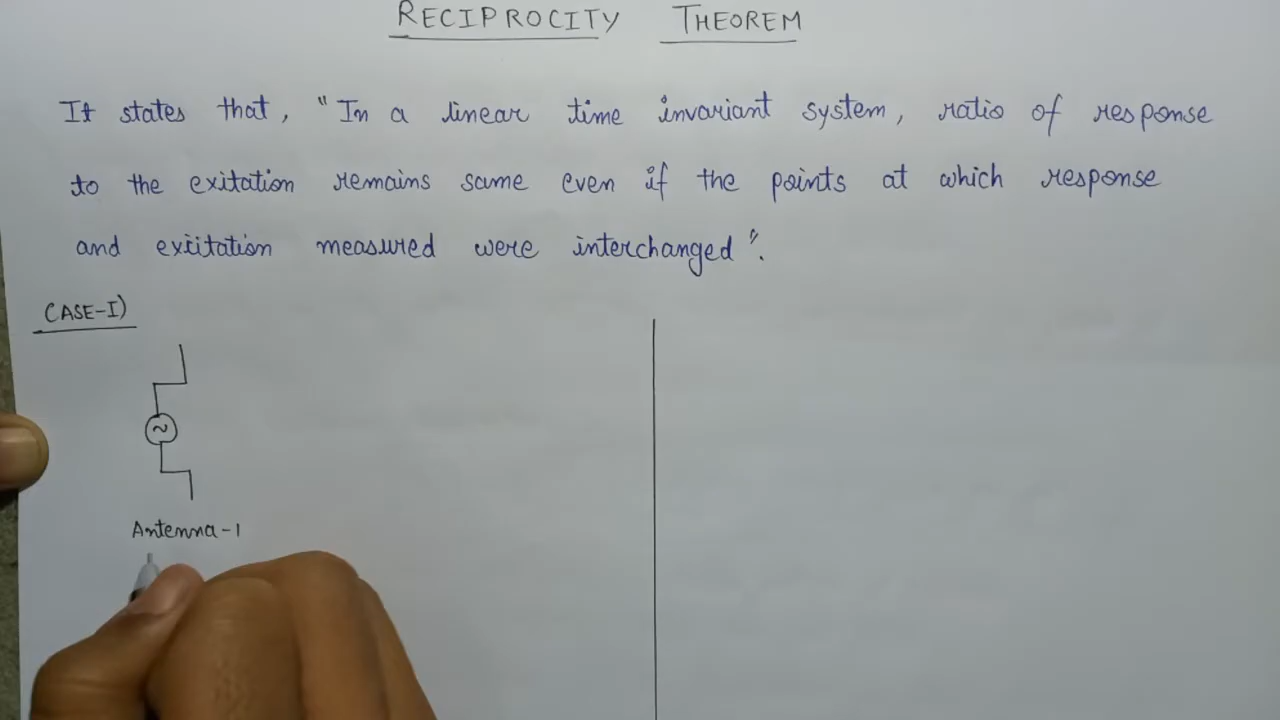 RECIPROCITY THEOREM
It states that, "In a linear time invariant system, ratio of response
to the exitation remains same even if the points at which response
and exiitation measured were interchanged".
CASE-I)
~
Antenna-1